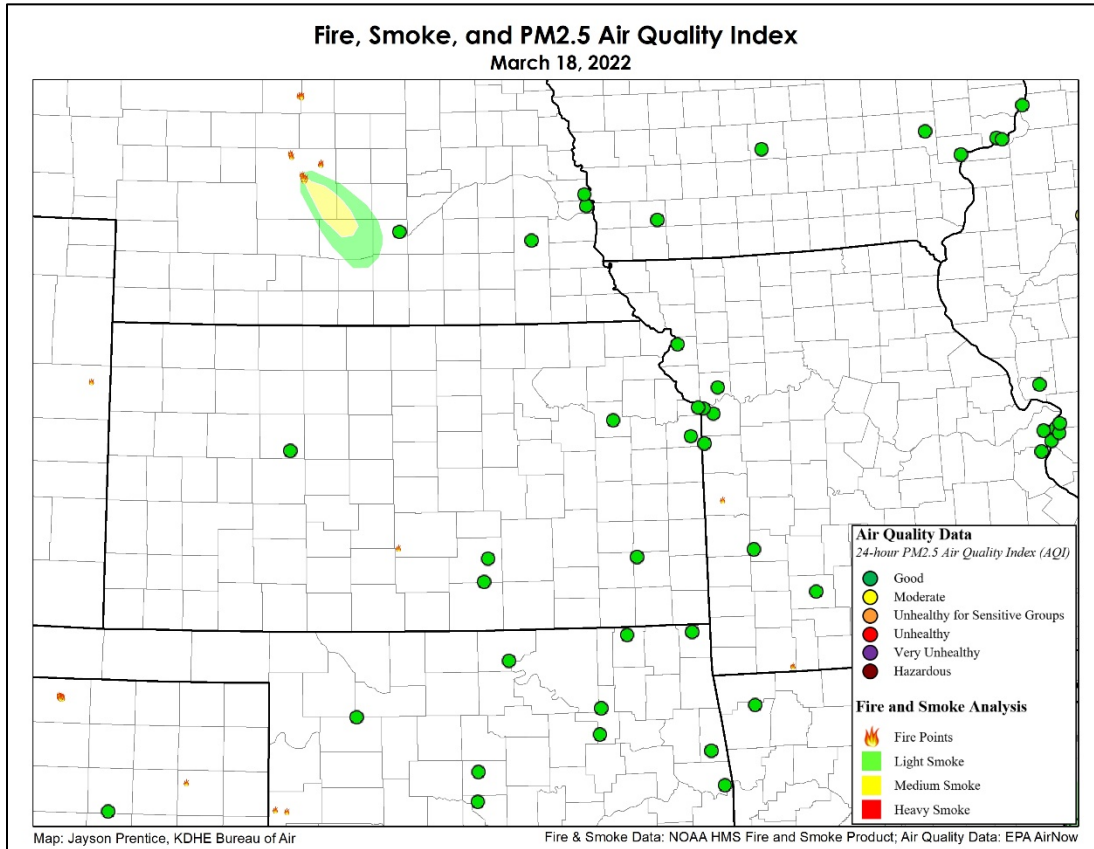 Fire, Smoke, and PM2.5 Air Quality Index
March 18, 2022
Air Quality Data
24-hour PM2.5 Air Quality Index (AQI)
Good
Moderate
Unhealthy for Sensitive Groups
Unhealthy
Very Unhealthy
Hazardous
Fire and Smoke Analysis
Fire Points
Light Smoke
Medium Smoke
Heavy Smoke
Map: Jayson Prentice, KDHE Bureau of Air
Fire & Smoke Data: NOAA HMS Fire and Smoke Product; Air Quality Data: EPA AirNow